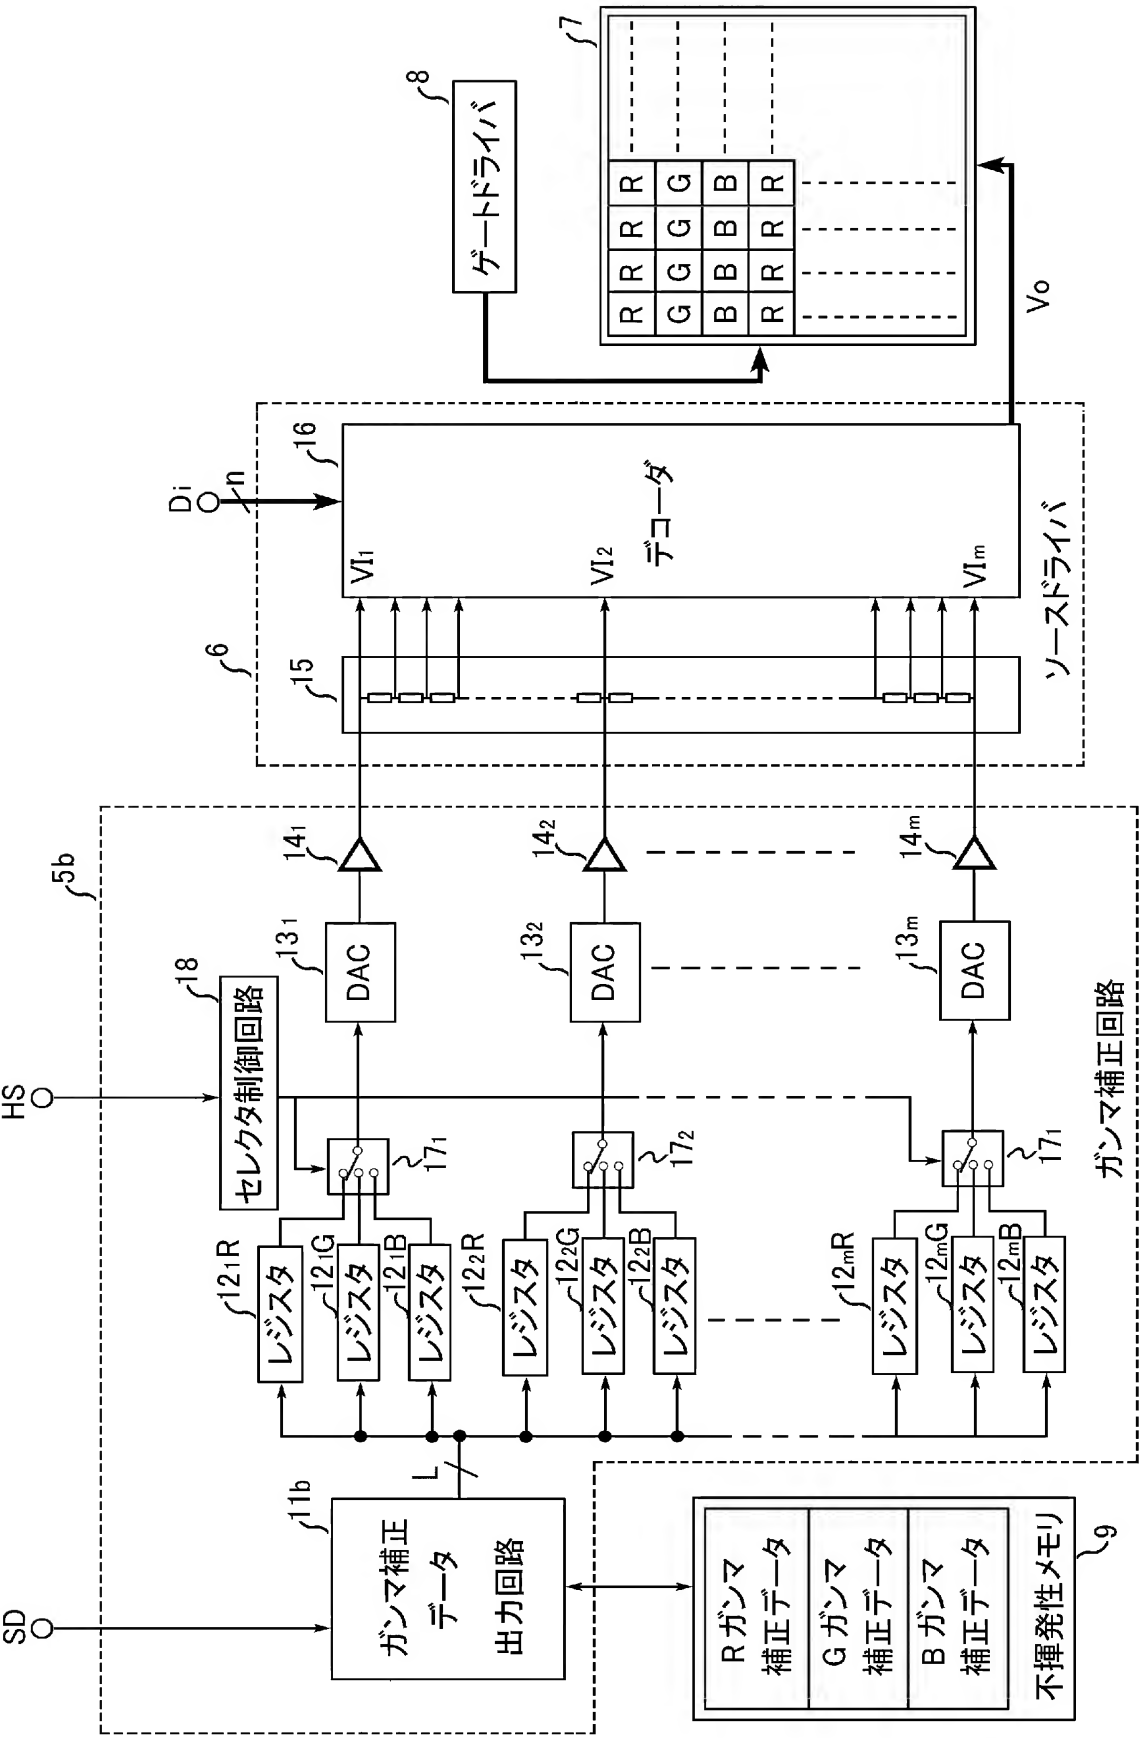 SD
HS
5b
11b
ガンマ補正
データ
出力回路
L
18
セレクタ制御回路
12₁R
レジスタ
12₁G
レジスタ
12₁B
レジスタ
12₂R
レジスタ
12₂G
レジスタ
12₂B
レジスタ
12mR
レジスタ
12mG
レジスタ
12mB
レジスタ
17₁
17₂
17₁
13₁
DAC
13₂
DAC
13m
DAC
14₁
14₂
14m
ガンマ補正回路
Rガンマ
補正データ
Gガンマ
補正データ
Bガンマ
補正データ
不揮発性メモリ
9
6
15
16
Di
n
VI₁
VI₂
VIm
デコーダ
ソースドライバ
8
ゲートドライバ
7
R R R R
G G G G
B B B B
R R R R
Vo